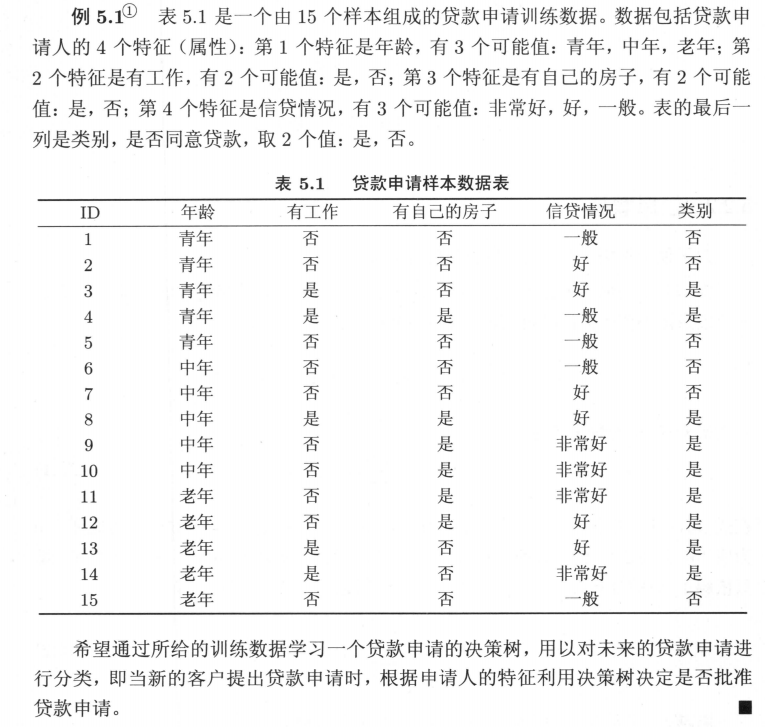 例 5.1① 表 5.1 是一个由 15 个样本组成的贷款申请训练数据。数据包括贷款申
请人的 4 个特征（属性）：第 1 个特征是年龄，有 3 个可能值：青年，中年，老年；第
2 个特征是有工作，有 2 个可能值：是，否；第 3 个特征是有自己的房子，有 2 个可能
值：是，否；第 4 个特征是信贷情况，有 3 个可能值：非常好，好，一般。表的最后一
列是类别，是否同意贷款，取 2 个值：是，否。
表 5.1 贷款申请样本数据表
ID 年龄 有工作 有自己的房子 信贷情况 类别
1 青年 否 否 一般 否
2 青年 否 否 好 否
3 青年 是 否 好 是
4 青年 是 是 一般 是
5 青年 否 否 一般 否
6 中年 否 否 一般 否
7 中年 否 否 好 否
8 中年 是 是 好 是
9 中年 否 是 非常好 是
10 中年 否 是 非常好 是
11 老年 否 是 非常好 是
12 老年 否 是 好 是
13 老年 是 否 好 是
14 老年 是 否 非常好 是
15 老年 否 否 一般 否
希望通过所给的训练数据学习一个贷款申请的决策树，用以对未来的贷款申请进
行分类，即当新的客户提出贷款申请时，根据申请人的特征利用决策树决定是否批准
贷款申请。